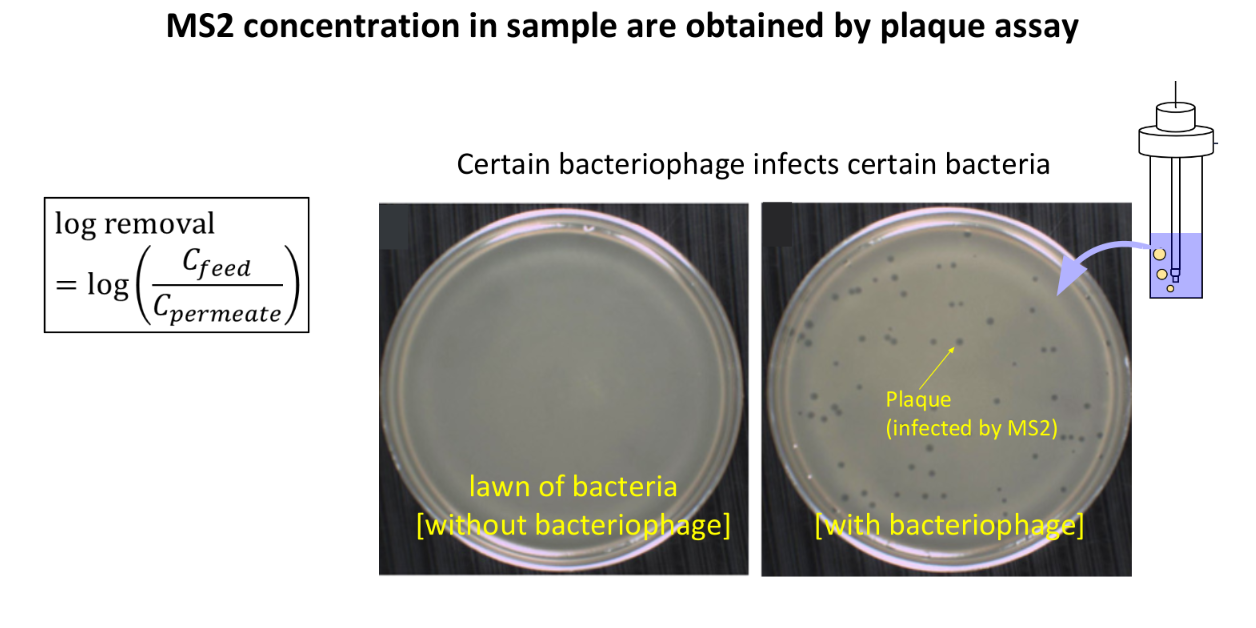 MS2 concentration in sample are obtained by plaque assay
Certain bacteriophage infects certain bacteria
log removal
= log(C_feed / C_permeate)
Plaque
(infected by MS2)
lawn of bacteria
[without bacteriophage]
[with bacteriophage]